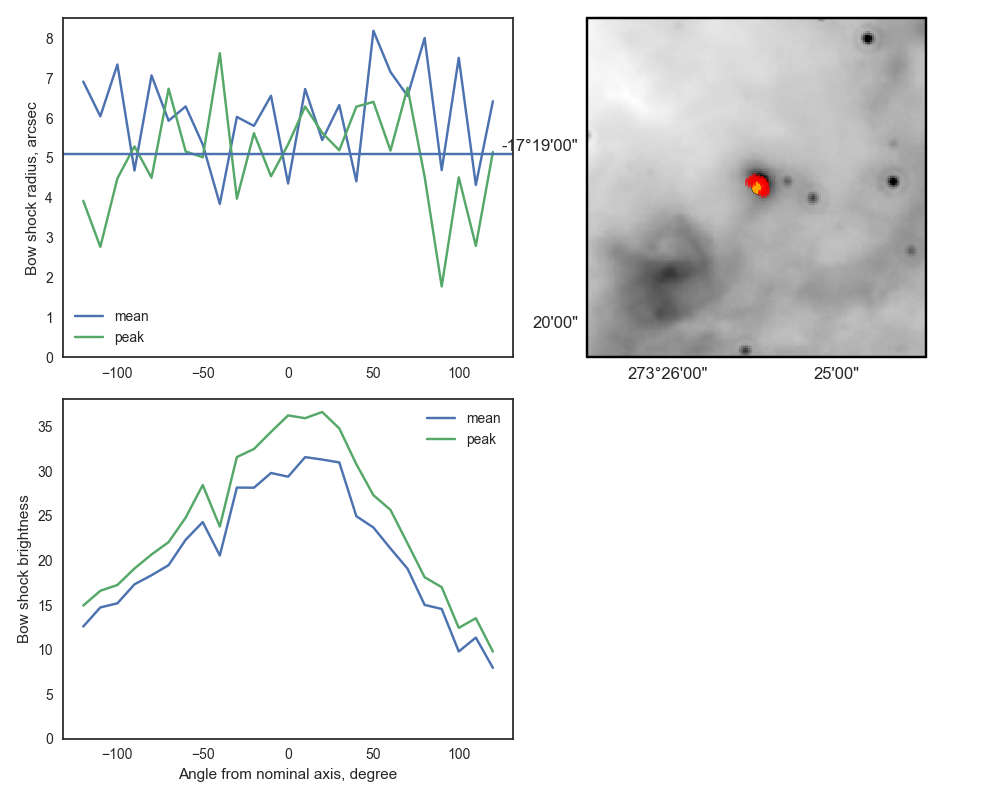 Bow shock radius, arcsec
8
7
6
5
4
3
2
1
0
mean
peak
−100 −50 0 50 100
-17°19'00"
20'00"
273°26'00" 25'00"
Bow shock brightness
35
30
25
20
15
10
5
0
mean
peak
−100 −50 0 50 100
Angle from nominal axis, degree